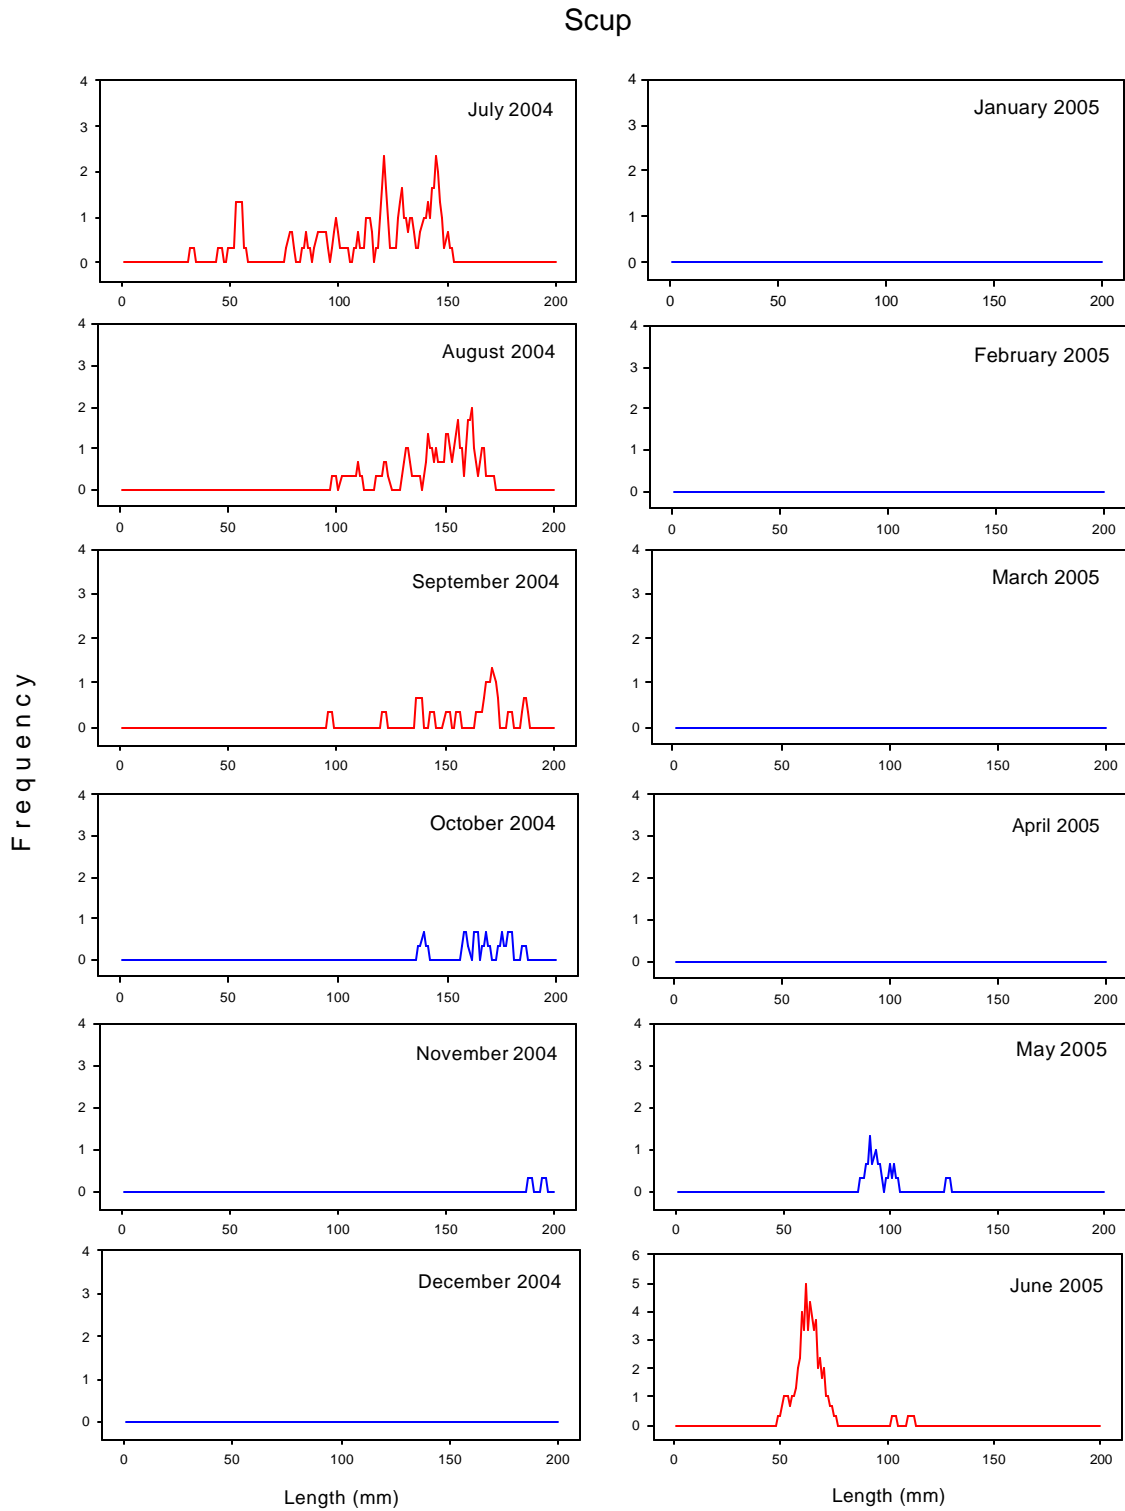 Scup
Frequency
July 2004
4
3
2
1
0
0 50 100 150 200
August 2004
4
3
2
1
0
0 50 100 150 200
September 2004
4
3
2
1
0
0 50 100 150 200
October 2004
4
3
2
1
0
0 50 100 150 200
November 2004
4
3
2
1
0
0 50 100 150 200
December 2004
4
3
2
1
0
0 50 100 150 200
Length (mm)
January 2005
4
3
2
1
0
0 50 100 150 200
February 2005
4
3
2
1
0
0 50 100 150 200
March 2005
4
3
2
1
0
0 50 100 150 200
April 2005
4
3
2
1
0
0 50 100 150 200
May 2005
4
3
2
1
0
0 50 100 150 200
June 2005
6
5
4
3
2
1
0
0 50 100 150 200
Length (mm)